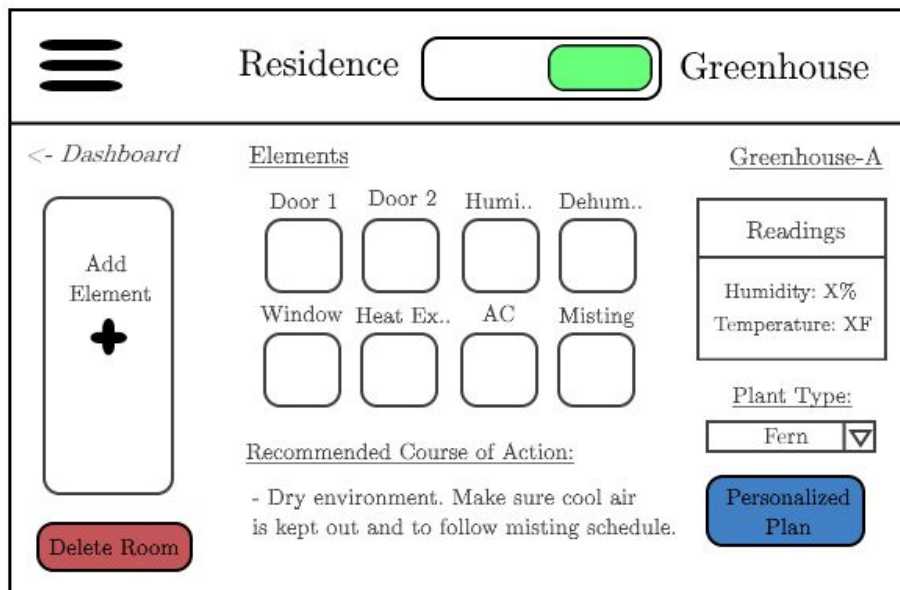 Residence
Greenhouse
<- Dashboard
Elements
Greenhouse-A
Add
Element
Door 1
Door 2
Humi..
Dehum..
Window
Heat Ex..
AC
Misting
Readings
Humidity: X%
Temperature: XF
Plant Type:
Fern
Recommended Course of Action:
- Dry environment. Make sure cool air
is kept out and to follow misting schedule.
Personalized
Plan
Delete Room